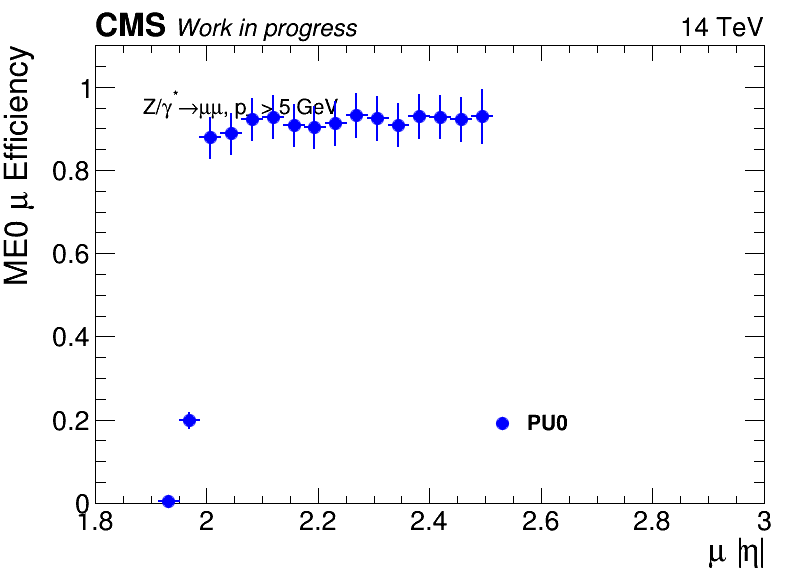 CMS Work in progress 14 TeV
ME0 μ Efficiency
Z/γ*→μμ, p > 5 GeV
1
0.8
0.6
0.4
0.2
0
PU0
1.8 2 2.2 2.4 2.6 2.8 3
μ |η|